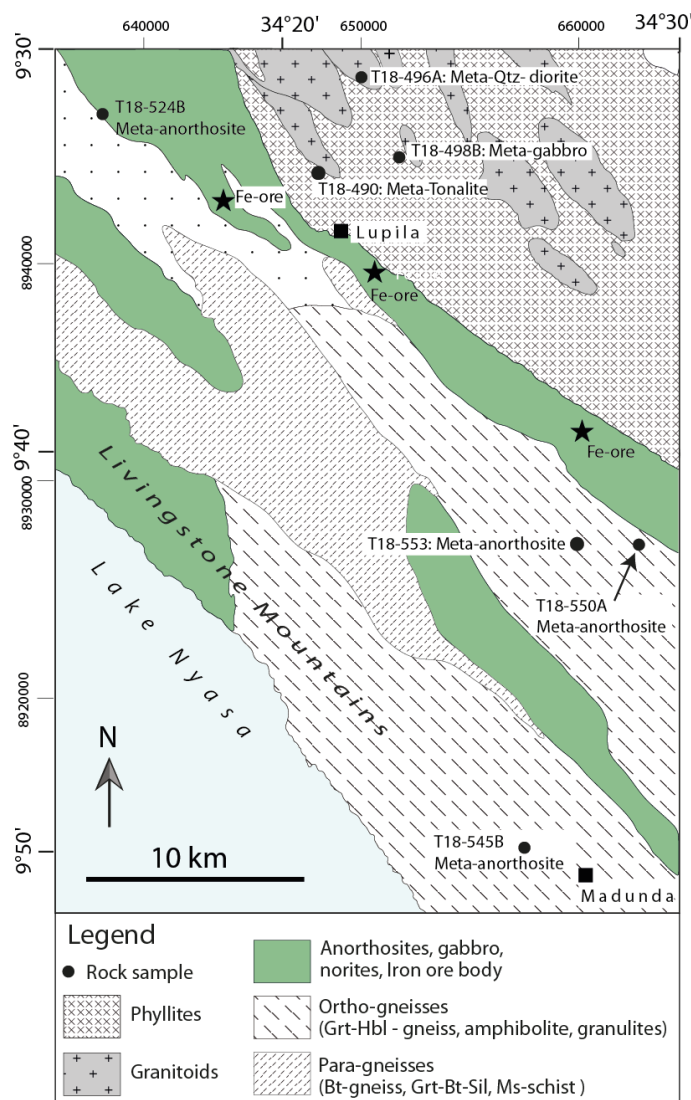 640000
34°20'
650000
660000
34°30'
9°30'
8940000
9°40'
8930000
8920000
9°50'
T18-496A: Meta-Qtz- diorite
T18-524B
Meta-anorthosite
T18-498B: Meta-gabbro
T18-490: Meta-Tonalite
Fe-ore
Lupila
Fe-ore
Fe-ore
Livingstone Mountains
Lake Nyasa
T18-553: Meta-anorthosite
T18-550A
Meta-anorthosite
N
10 km
T18-545B
Meta-anorthosite
Madunda
Legend
Rock sample
Phyllites
Granitoids
Anorthosites, gabbro,
norites, Iron ore body
Ortho-gneisses
(Grt-Hbl - gneiss, amphibolite, granulites)
Para-gneisses
(Bt-gneiss, Grt-Bt-Sil, Ms-schist )